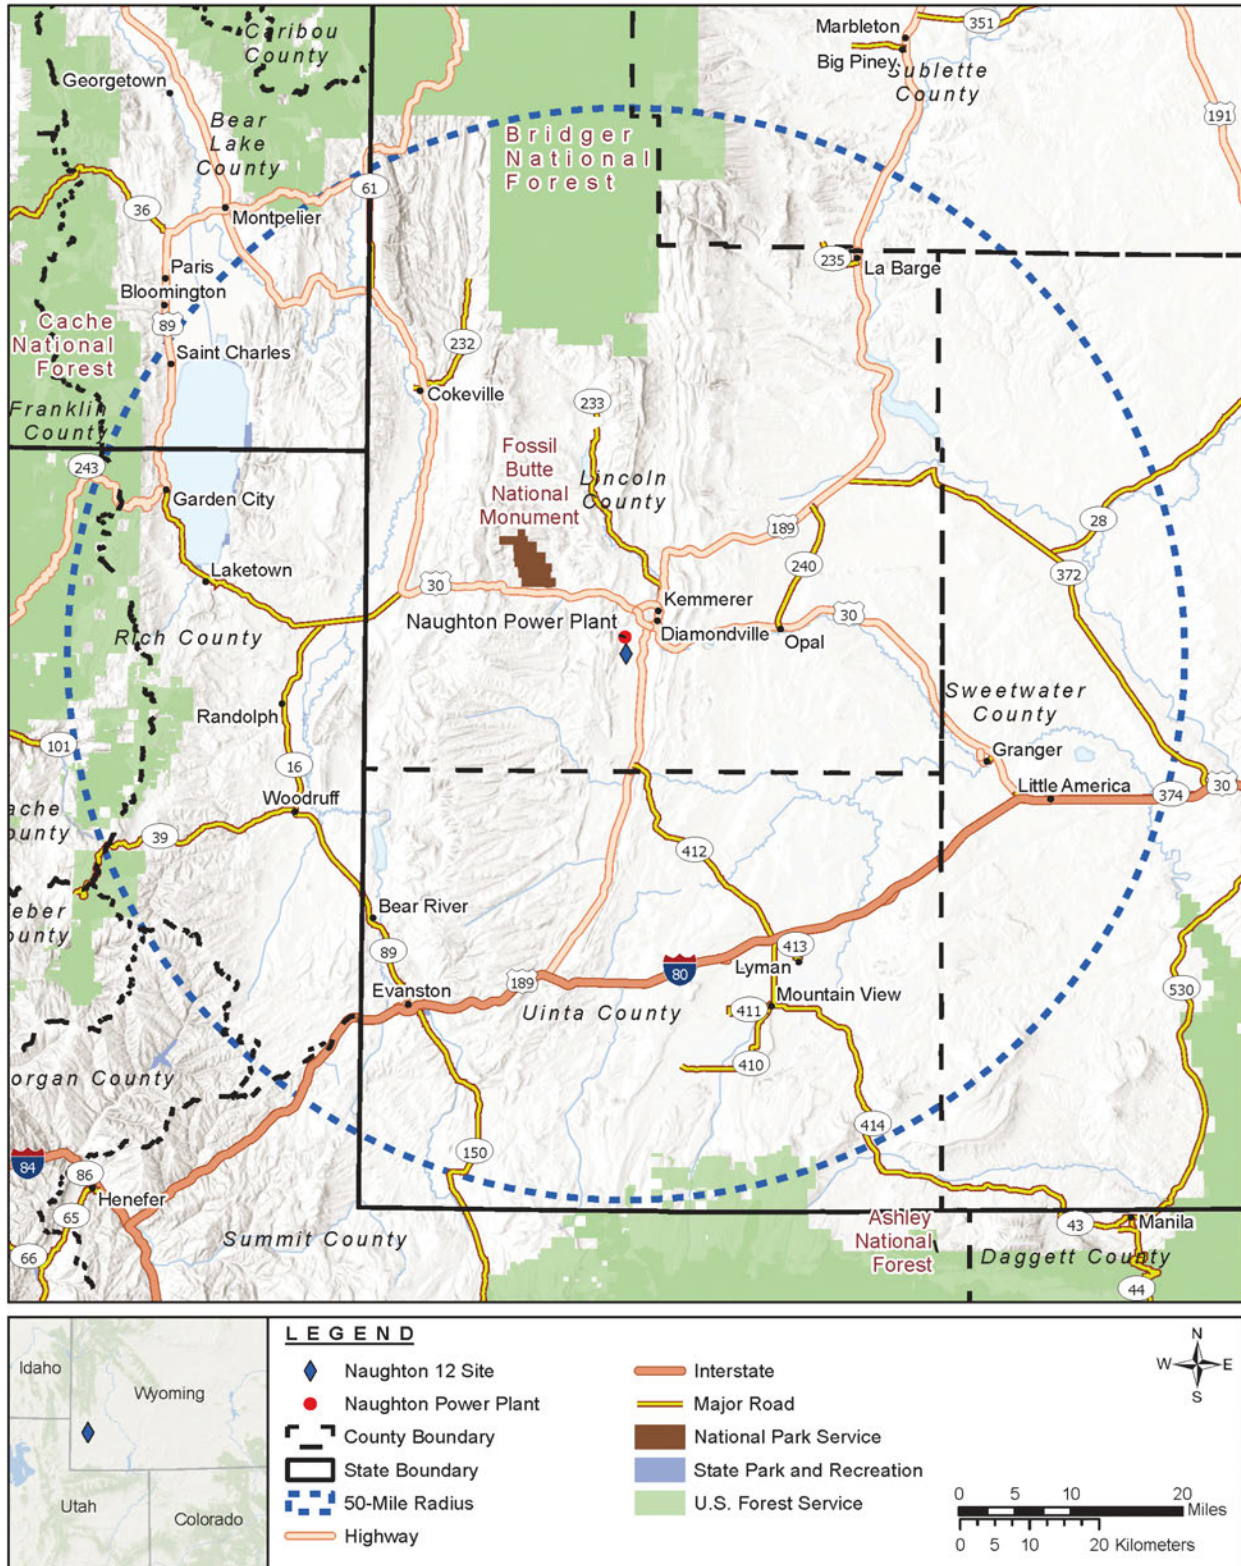 Caribou
County
Georgetown
Bear
Lake
County
36
Montpelier
61
Bridger
National
Forest
Marbleton
351
Big Piney
Sublette
County
191
Paris
Bloomington
89
Cache
National
Forest
Saint Charles
Franklin
County
235
La Barge
232
Cokeville
233
Fossil
Butte
National
Monument
Lincoln
County
243
Garden City
189
28
240
372
Laketown
30
Kemmerer
Naughton Power Plant
Diamondville
Opal
30
Rich County
Sweetwater
County
Randolph
101
16
Granger
Little America
374
30
Woodruff
ache
ounty
39
412
eber
ounty
Bear River
89
413
80
Lyman
189
Evanston
Uinta County
411
Mountain View
530
410
organ County
414
150
84
86
Henefer
65
66
Summit County
Ashley
National
Forest
43
Manila
Daggett County
44
Idaho
Wyoming
Utah
Colorado
LEGEND
Naughton 12 Site
Naughton Power Plant
County Boundary
State Boundary
50-Mile Radius
Highway
Interstate
Major Road
National Park Service
State Park and Recreation
U.S. Forest Service
N
W E
S
0 5 10 20
Miles
0 5 10 20 Kilometers